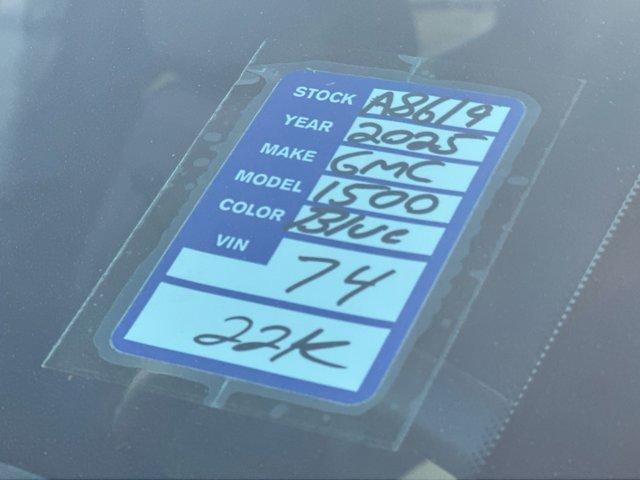 STOCK A8619
YEAR 2025
MAKE GMC
MODEL 1500
COLOR Blue
VIN 74
22K